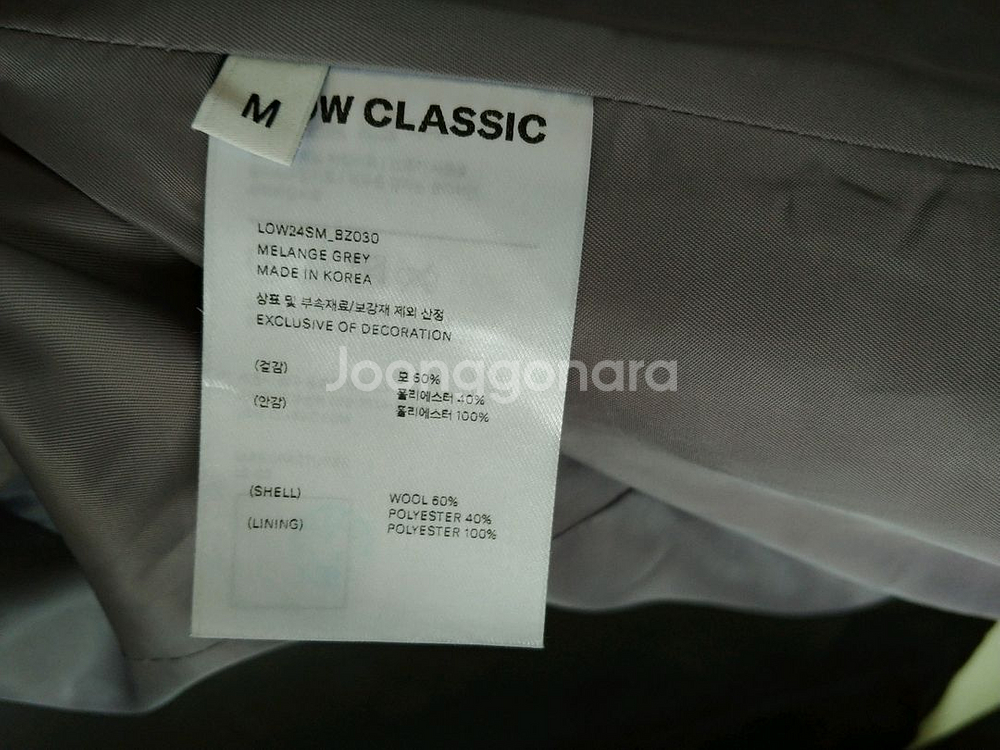 M
OW CLASSIC
LOW24SM_BZ030
MELANGE GREY
MADE IN KOREA
상표 및 부속재료/보강재 제외 산정
EXCLUSIVE OF DECORATION
Joonggonara
(겉감) 모 60%
폴리에스터 40%
(안감) 폴리에스터 100%
(SHELL) WOOL 60%
POLYESTER 40%
(LINING) POLYESTER 100%